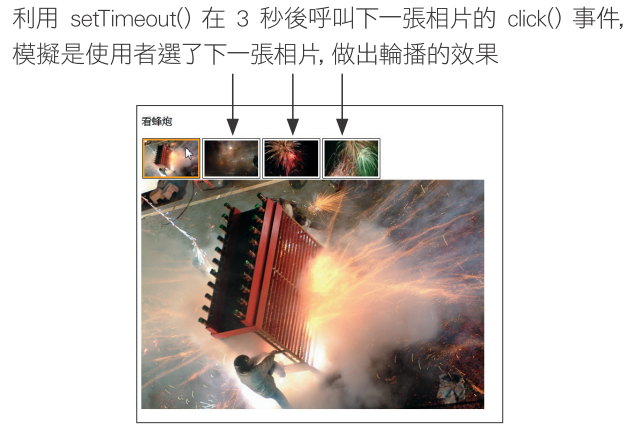 利用 setTimeout() 在 3 秒後呼叫下一張相片的 click() 事件,
模擬是使用者選了下一張相片, 做出輪播的效果
看蜂炮